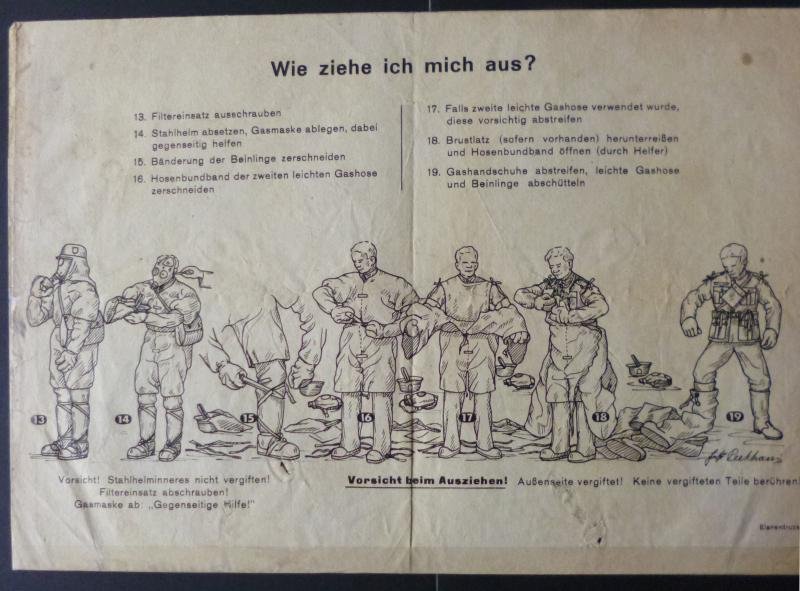 Wie ziehe ich mich aus?
13. Filtereinsatz ausschrauben
14. Stahlhelm absetzen, Gasmaske ablegen, dabei
gegenseitig helfen
15. Bänderung der Beinlinge zerschneiden
16. Hosenbundband der zweiten leichten Gashose
zerschneiden
17. Falls zweite leichte Gashose verwendet wurde,
diese vorsichtig abstreifen
18. Brustlatz (sofern vorhanden) herunterreißen
und Hosenbundband öffnen (durch Helfer)
19. Gashandschuhe abstreifen, leichte Gashose
und Beinlinge abschütteln
13 14 15 16 17 18 19
Vorsicht! Stahlhelminneres nicht vergiften!
Filtereinsatz abschrauben!
Gasmaske ab: „Gegenseitige Hilfe!"
Vorsicht beim Ausziehen! Außenseite vergiftet! Keine vergifteten Teile berühren!